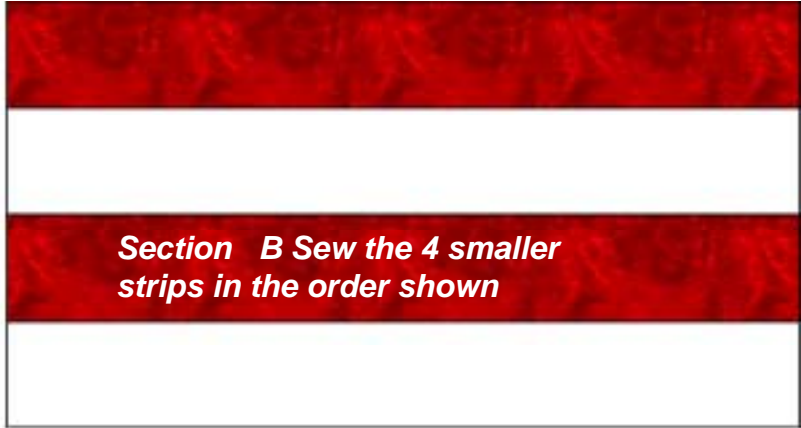 Section B Sew the 4 smaller
strips in the order shown